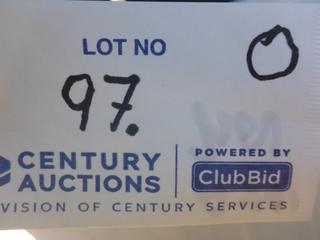 LOT NO
97.
CENTURY
AUCTIONS
POWERED BY
ClubBid
VISION OF CENTURY SERVICES